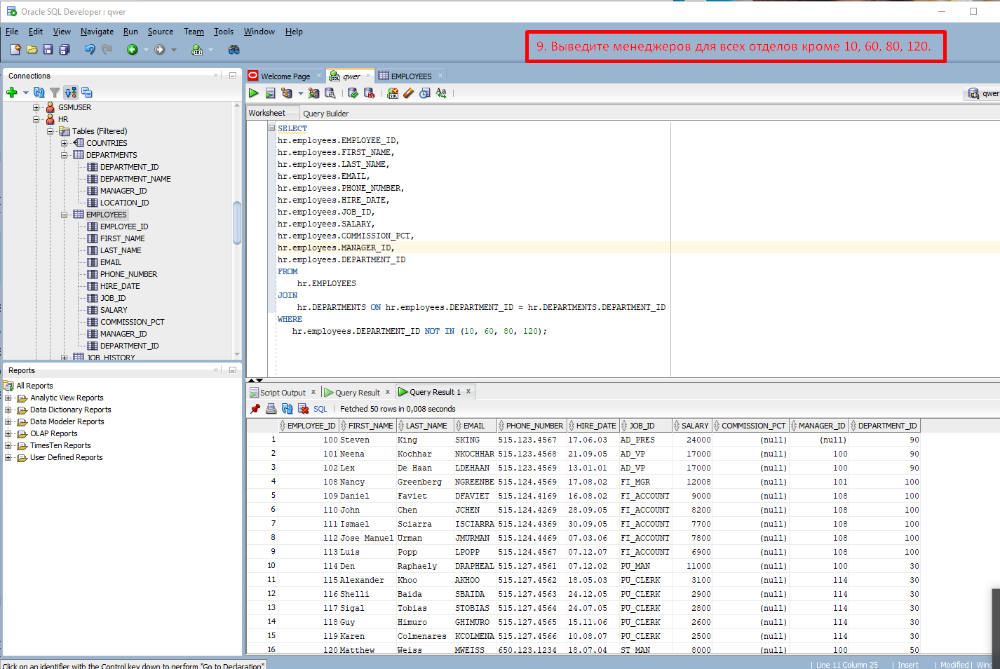 Oracle SQL Developer : qwer
File Edit View Navigate Run Source Team Tools Window Help
9. Выведите менеджеров для всех отделов кроме 10, 60, 80, 120.
Connections
GSMUSER
HR
Tables (Filtered)
COUNTRIES
DEPARTMENTS
DEPARTMENT_ID
DEPARTMENT_NAME
MANAGER_ID
LOCATION_ID
EMPLOYEES
EMPLOYEE_ID
FIRST_NAME
LAST_NAME
EMAIL
PHONE_NUMBER
HIRE_DATE
JOB_ID
SALARY
COMMISSION_PCT
MANAGER_ID
DEPARTMENT_ID
JOB_HISTORY
Reports
All Reports
Analytic View Reports
Data Dictionary Reports
Data Modeler Reports
OLAP Reports
TimesTen Reports
User Defined Reports
Welcome Page qwer EMPLOYEES
qwer
Worksheet Query Builder
SELECT
hr.employees.EMPLOYEE_ID,
hr.employees.FIRST_NAME,
hr.employees.LAST_NAME,
hr.employees.EMAIL,
hr.employees.PHONE_NUMBER,
hr.employees.HIRE_DATE,
hr.employees.JOB_ID,
hr.employees.SALARY,
hr.employees.COMMISSION_PCT,
hr.employees.MANAGER_ID,
hr.employees.DEPARTMENT_ID
FROM
hr.EMPLOYEES
JOIN
hr.DEPARTMENTS ON hr.employees.DEPARTMENT_ID = hr.DEPARTMENTS.DEPARTMENT_ID
WHERE
hr.employees.DEPARTMENT_ID NOT IN (10, 60, 80, 120);
Script Output Query Result Query Result 1
SQL Fetched 50 rows in 0,008 seconds
EMPLOYEE_ID FIRST_NAME LAST_NAME EMAIL PHONE_NUMBER HIRE_DATE JOB_ID SALARY COMMISSION_PCT MANAGER_ID DEPARTMENT_ID
1 100 Steven King SKING 515.123.4567 17.06.03 AD_PRES 24000 (null) (null) 90
2 101 Neena Kochhar NKOCHHAR 515.123.4568 21.09.05 AD_VP 17000 (null) 100 90
3 102 Lex De Haan LDEHAAN 515.123.4569 13.01.01 AD_VP 17000 (null) 100 90
4 108 Nancy Greenberg NGREENBE 515.124.4569 17.08.02 FI_MGR 12008 (null) 101 100
5 109 Daniel Faviet DFAVIET 515.124.4169 16.08.02 FI_ACCOUNT 9000 (null) 108 100
6 110 John Chen JCHEN 515.124.4269 28.09.05 FI_ACCOUNT 8200 (null) 108 100
7 111 Ismael Sciarra ISCIARRA 515.124.4369 30.09.05 FI_ACCOUNT 7700 (null) 108 100
8 112 Jose Manuel Urman JMURMAN 515.124.4469 07.03.06 FI_ACCOUNT 7800 (null) 108 100
9 113 Luis Popp LPOPP 515.124.4567 07.12.07 FI_ACCOUNT 6900 (null) 108 100
10 114 Den Raphaely DRAPHEAL 515.127.4561 07.12.02 PU_MAN 11000 (null) 100 30
11 115 Alexander Khoo AKHOO 515.127.4562 18.05.03 PU_CLERK 3100 (null) 114 30
12 116 Shelli Baida SBAIDA 515.127.4563 24.12.05 PU_CLERK 2900 (null) 114 30
13 117 Sigal Tobias STOBIAS 515.127.4564 24.07.05 PU_CLERK 2800 (null) 114 30
14 118 Guy Himuro GHIMURO 515.127.4565 15.11.06 PU_CLERK 2600 (null) 114 30
15 119 Karen Colmenares KCOLMENA 515.127.4566 10.08.07 PU_CLERK 2500 (null) 114 30
16 120 Matthew Weiss MWEISS 650.123.1234 18.07.04 ST_MAN 8000 (null) 100 50
Click on an identifier with the Control key down to perform "Go to Declaration"
Line 11 Column 25 Insert Modified Wind